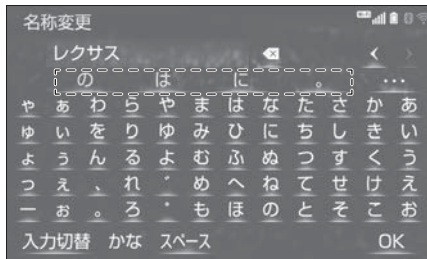 名称変更
レクサス
の ほ に 。 …
ゃ ぁ わ ら や ま は な た さ か あ
ゅ ぃ を り ゆ み ひ に ち し き い
ょ ぅ ん る よ む ふ ぬ つ す く う
っ ぇ 、 れ ゛ め へ ね て せ け え
ー ぉ 。 ろ ゜ も ほ の と そ こ お
入力切替 かな スペース OK